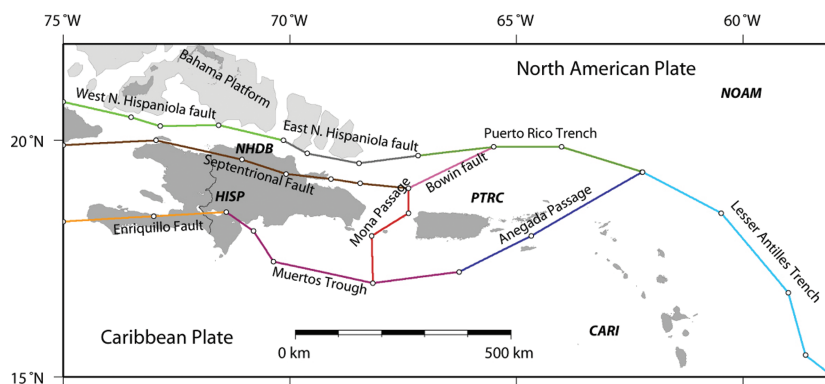 75°W
70°W
65°W
60°W
Bahama Platform
North American Plate
NOAM
West N. Hispaniola fault
East N. Hispaniola fault
Puerto Rico Trench
20°N
NHDB
Septentrional Fault
Bowin fault
HISP
PTRC
Mona Passage
Anegada Passage
Enriquillo Fault
Lesser Antilles Trench
Muertos Trough
Caribbean Plate
CARI
0 km
500 km
15°N